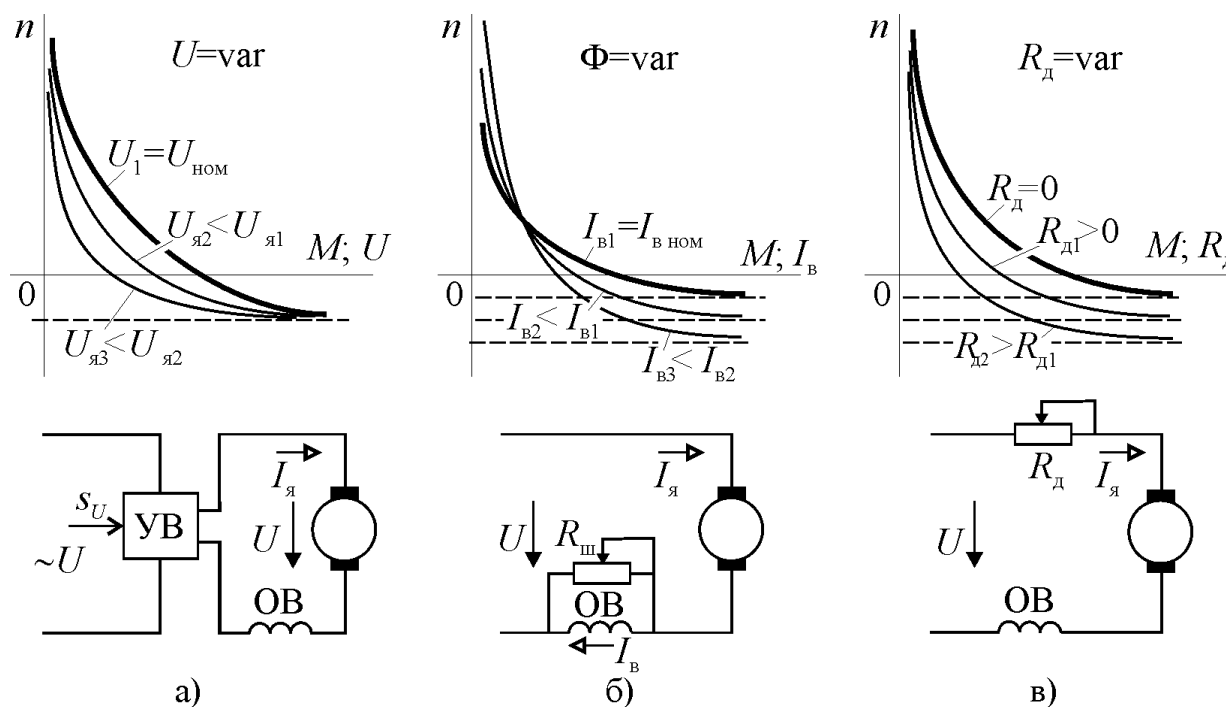 n
U=var
U₁=Uном
Uя2<Uя1
M; U
0
Uя3<Uя2
n
Φ=var
Iв1=Iв ном
M; Iв
0
Iв2<Iв1
Iв3<Iв2
n
Rд=var
Rд=0
Rд1>0
M; Rд
0
Rд2>Rд1
sU
УВ
~U
Iя
U
ОВ
а)
Iя
U
Rш
ОВ
Iв
б)
Rд
Iя
U
ОВ
в)